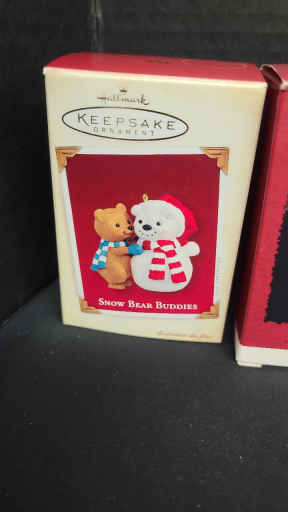 Hallmark
KEEPSAKE
ORNAMENT
SNOW BEAR BUDDIES